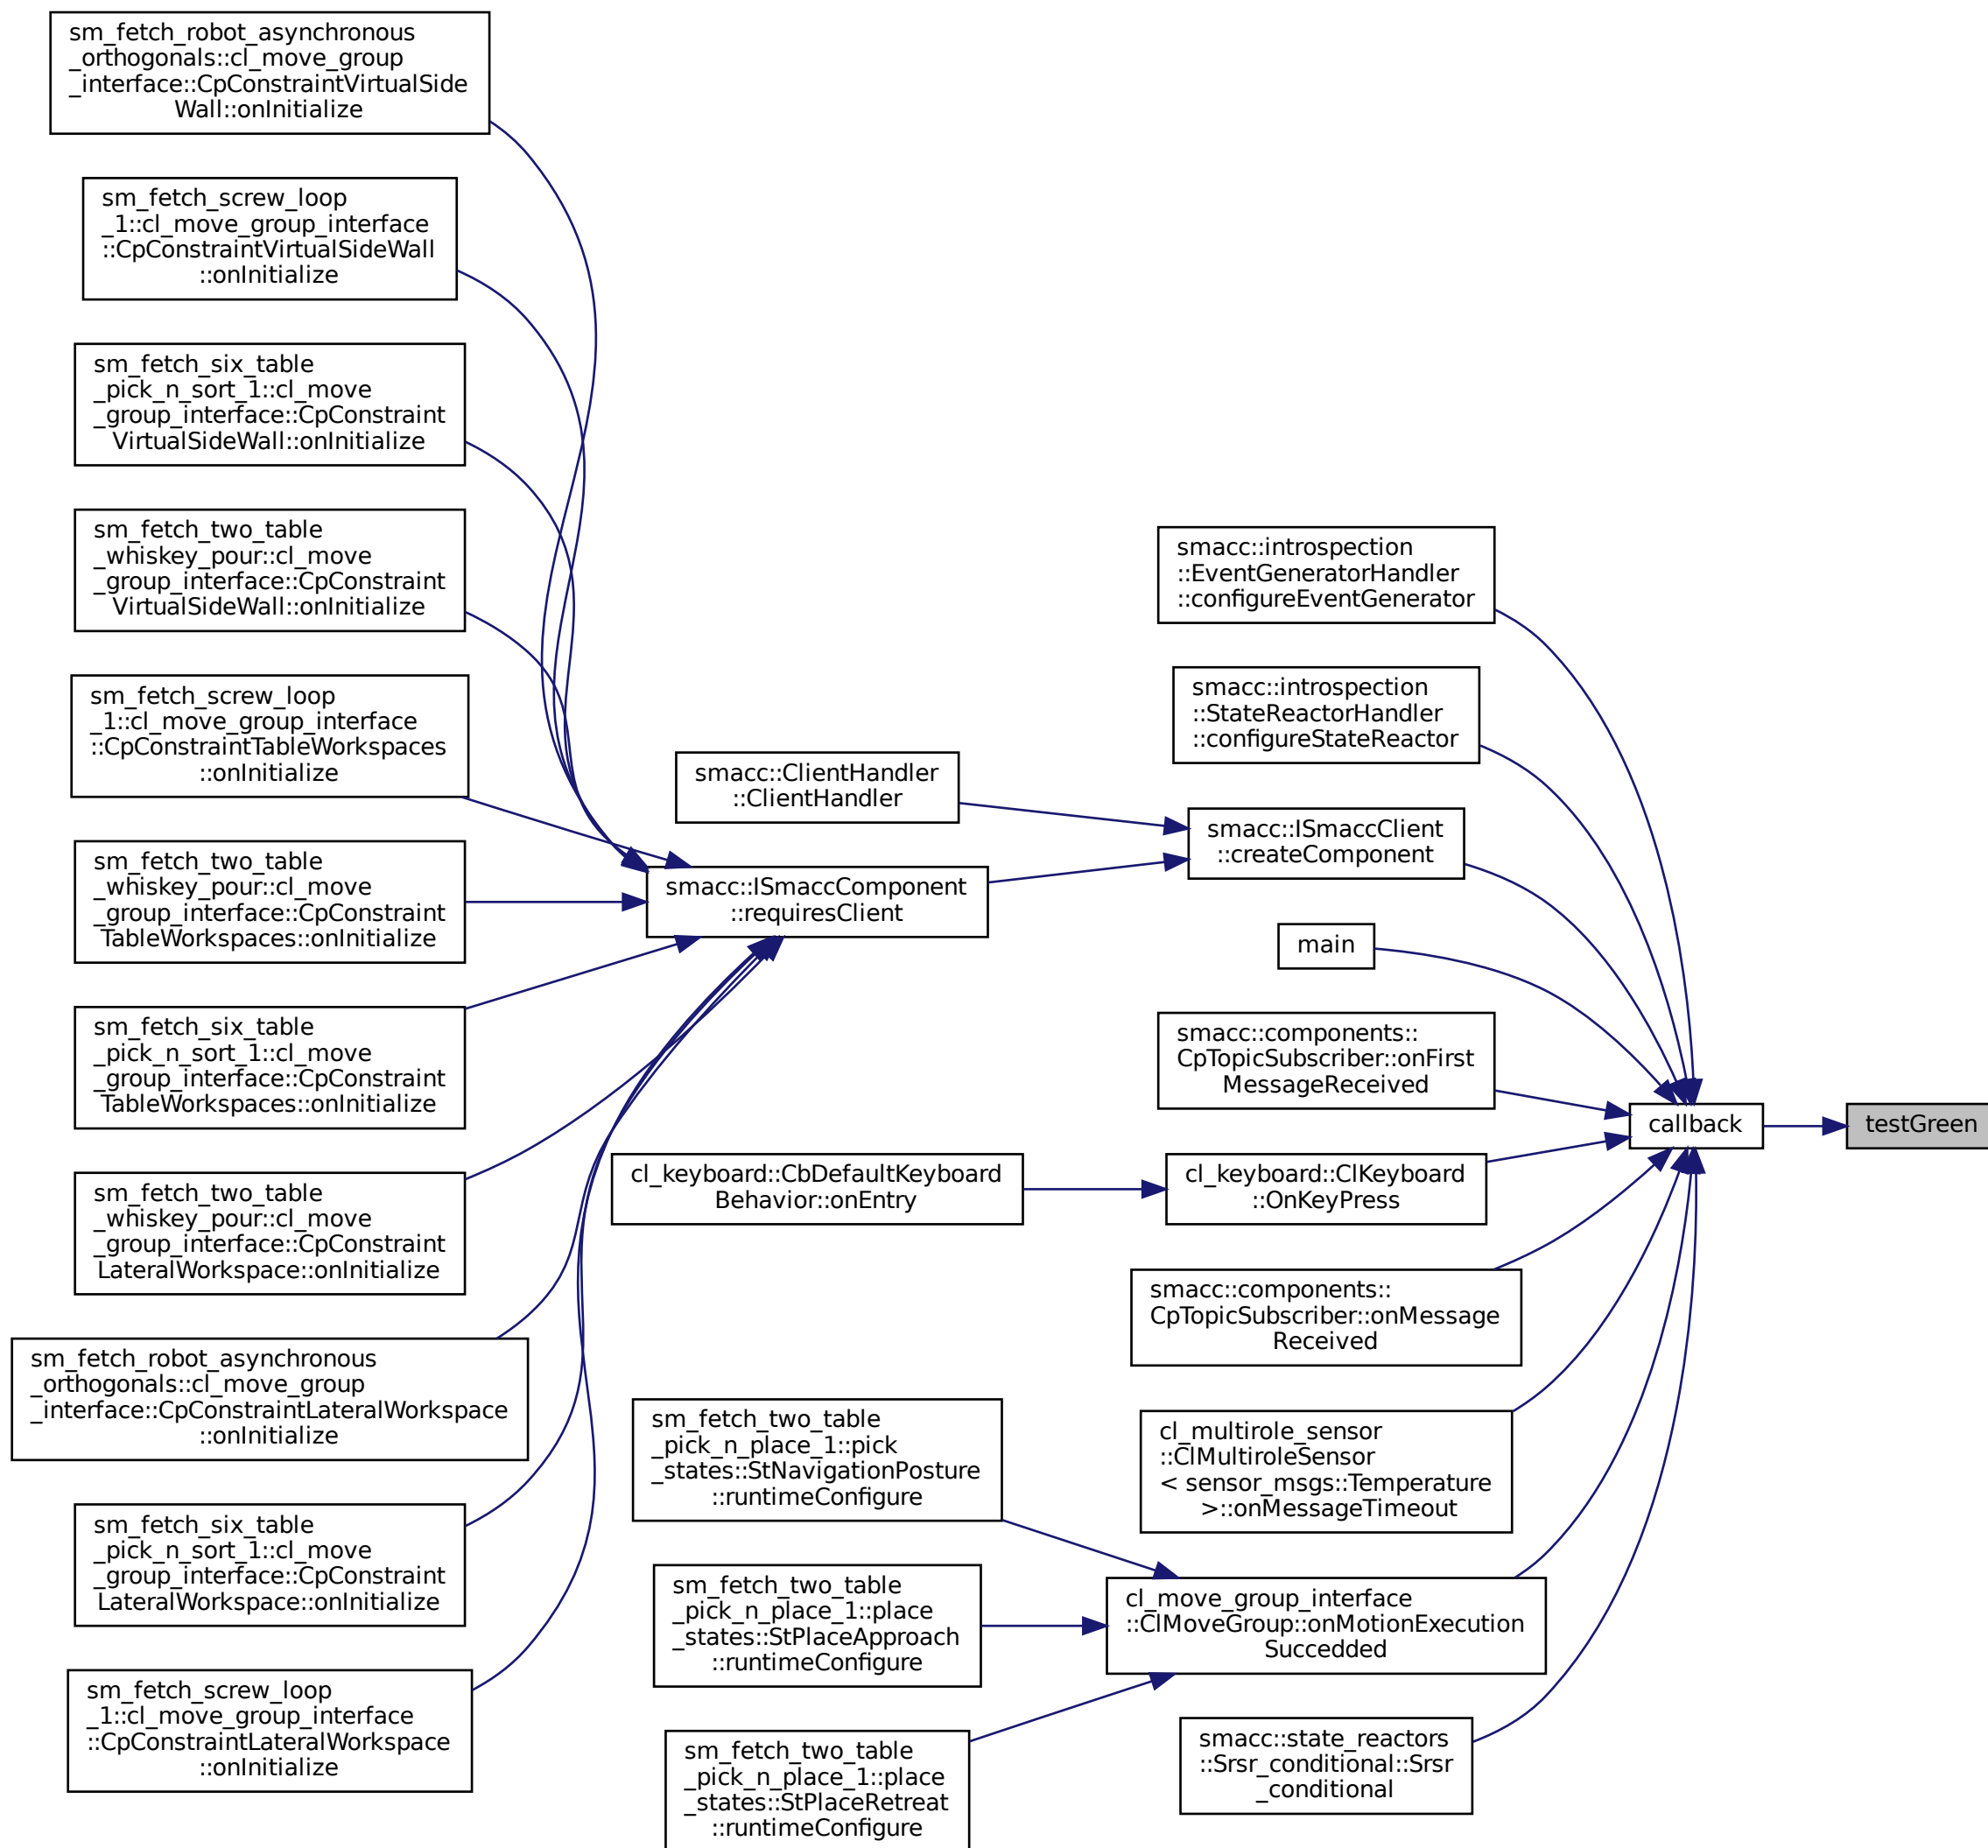 sm_fetch_robot_asynchronous
_orthogonals::cl_move_group
_interface::CpConstraintVirtualSide
Wall::onInitialize
sm_fetch_screw_loop
_1::cl_move_group_interface
::CpConstraintVirtualSideWall
::onInitialize
sm_fetch_six_table
_pick_n_sort_1::cl_move
_group_interface::CpConstraint
VirtualSideWall::onInitialize
sm_fetch_two_table
_whiskey_pour::cl_move
_group_interface::CpConstraint
VirtualSideWall::onInitialize
sm_fetch_screw_loop
_1::cl_move_group_interface
::CpConstraintTableWorkspaces
::onInitialize
sm_fetch_two_table
_whiskey_pour::cl_move
_group_interface::CpConstraint
TableWorkspaces::onInitialize
sm_fetch_six_table
_pick_n_sort_1::cl_move
_group_interface::CpConstraint
TableWorkspaces::onInitialize
sm_fetch_two_table
_whiskey_pour::cl_move
_group_interface::CpConstraint
LateralWorkspace::onInitialize
sm_fetch_robot_asynchronous
_orthogonals::cl_move_group
_interface::CpConstraintLateralWorkspace
::onInitialize
sm_fetch_six_table
_pick_n_sort_1::cl_move
_group_interface::CpConstraint
LateralWorkspace::onInitialize
sm_fetch_screw_loop
_1::cl_move_group_interface
::CpConstraintLateralWorkspace
::onInitialize
smacc::ClientHandler
::ClientHandler
smacc::ISmaccComponent
::requiresClient
cl_keyboard::CbDefaultKeyboard
Behavior::onEntry
sm_fetch_two_table
_pick_n_place_1::pick
_states::StNavigationPosture
::runtimeConfigure
sm_fetch_two_table
_pick_n_place_1::place
_states::StPlaceApproach
::runtimeConfigure
sm_fetch_two_table
_pick_n_place_1::place
_states::StPlaceRetreat
::runtimeConfigure
smacc::introspection
::EventGeneratorHandler
::configureEventGenerator
smacc::introspection
::StateReactorHandler
::configureStateReactor
smacc::ISmaccClient
::createComponent
main
smacc::components::
CpTopicSubscriber::onFirst
MessageReceived
cl_keyboard::ClKeyboard
::OnKeyPress
smacc::components::
CpTopicSubscriber::onMessage
Received
cl_multirole_sensor
::ClMultiroleSensor
< sensor_msgs::Temperature
>::onMessageTimeout
cl_move_group_interface
::ClMoveGroup::onMotionExecution
Succedded
smacc::state_reactors
::Srsr_conditional::Srsr
_conditional
callback
testGreen